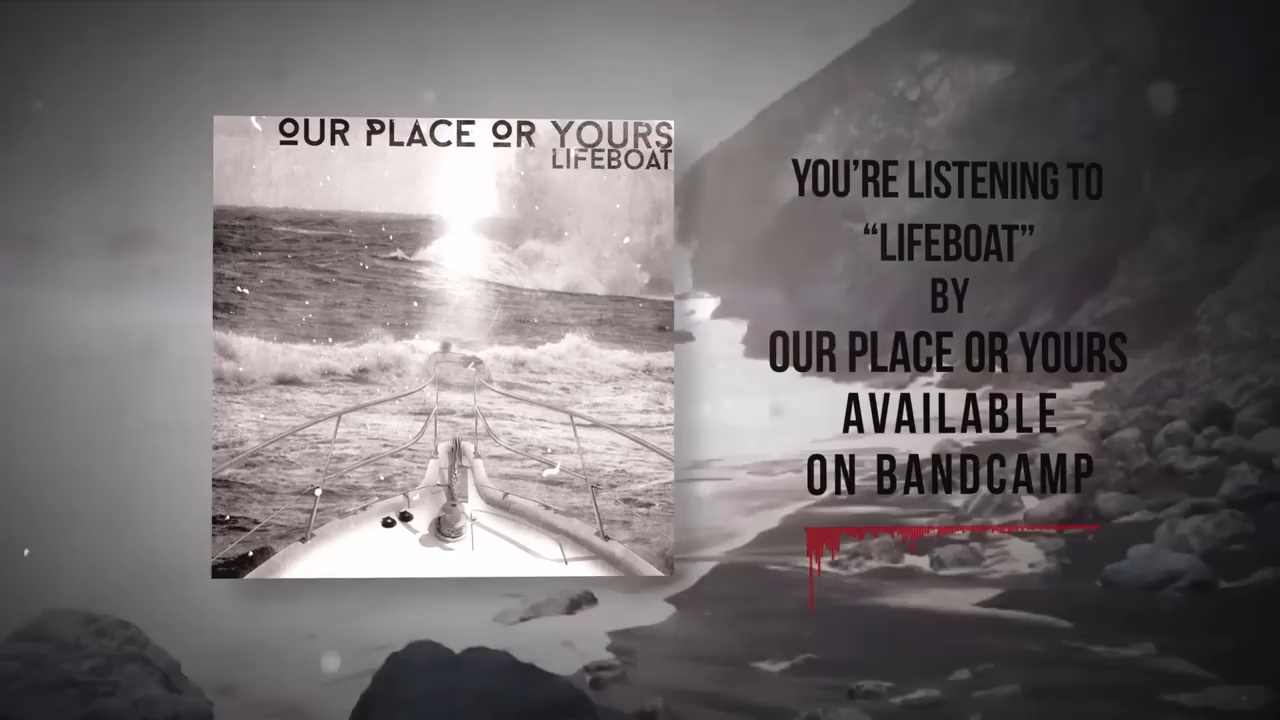 OUR PLACE OR YOURS
LIFEBOAT
YOU’RE LISTENING TO
“LIFEBOAT”
BY
OUR PLACE OR YOURS
AVAILABLE
ON BANDCAMP